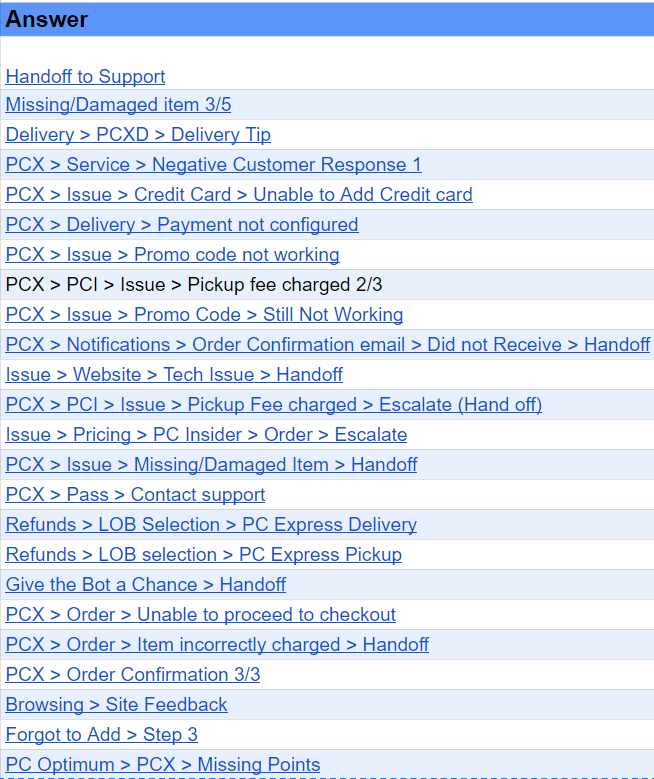 Answer
Handoff to Support
Missing/Damaged item 3/5
Delivery > PCXD > Delivery Tip
PCX > Service > Negative Customer Response 1
PCX > Issue > Credit Card > Unable to Add Credit card
PCX > Delivery > Payment not configured
PCX > Issue > Promo code not working
PCX > PCI > Issue > Pickup fee charged 2/3
PCX > Issue > Promo Code > Still Not Working
PCX > Notifications > Order Confirmation email > Did not Receive > Handoff
Issue > Website > Tech Issue > Handoff
PCX > PCI > Issue > Pickup Fee charged > Escalate (Hand off)
Issue > Pricing > PC Insider > Order > Escalate
PCX > Issue > Missing/Damaged Item > Handoff
PCX > Pass > Contact support
Refunds > LOB Selection > PC Express Delivery
Refunds > LOB selection > PC Express Pickup
Give the Bot a Chance > Handoff
PCX > Order > Unable to proceed to checkout
PCX > Order > Item incorrectly charged > Handoff
PCX > Order Confirmation 3/3
Browsing > Site Feedback
Forgot to Add > Step 3
PC Optimum > PCX > Missing Points